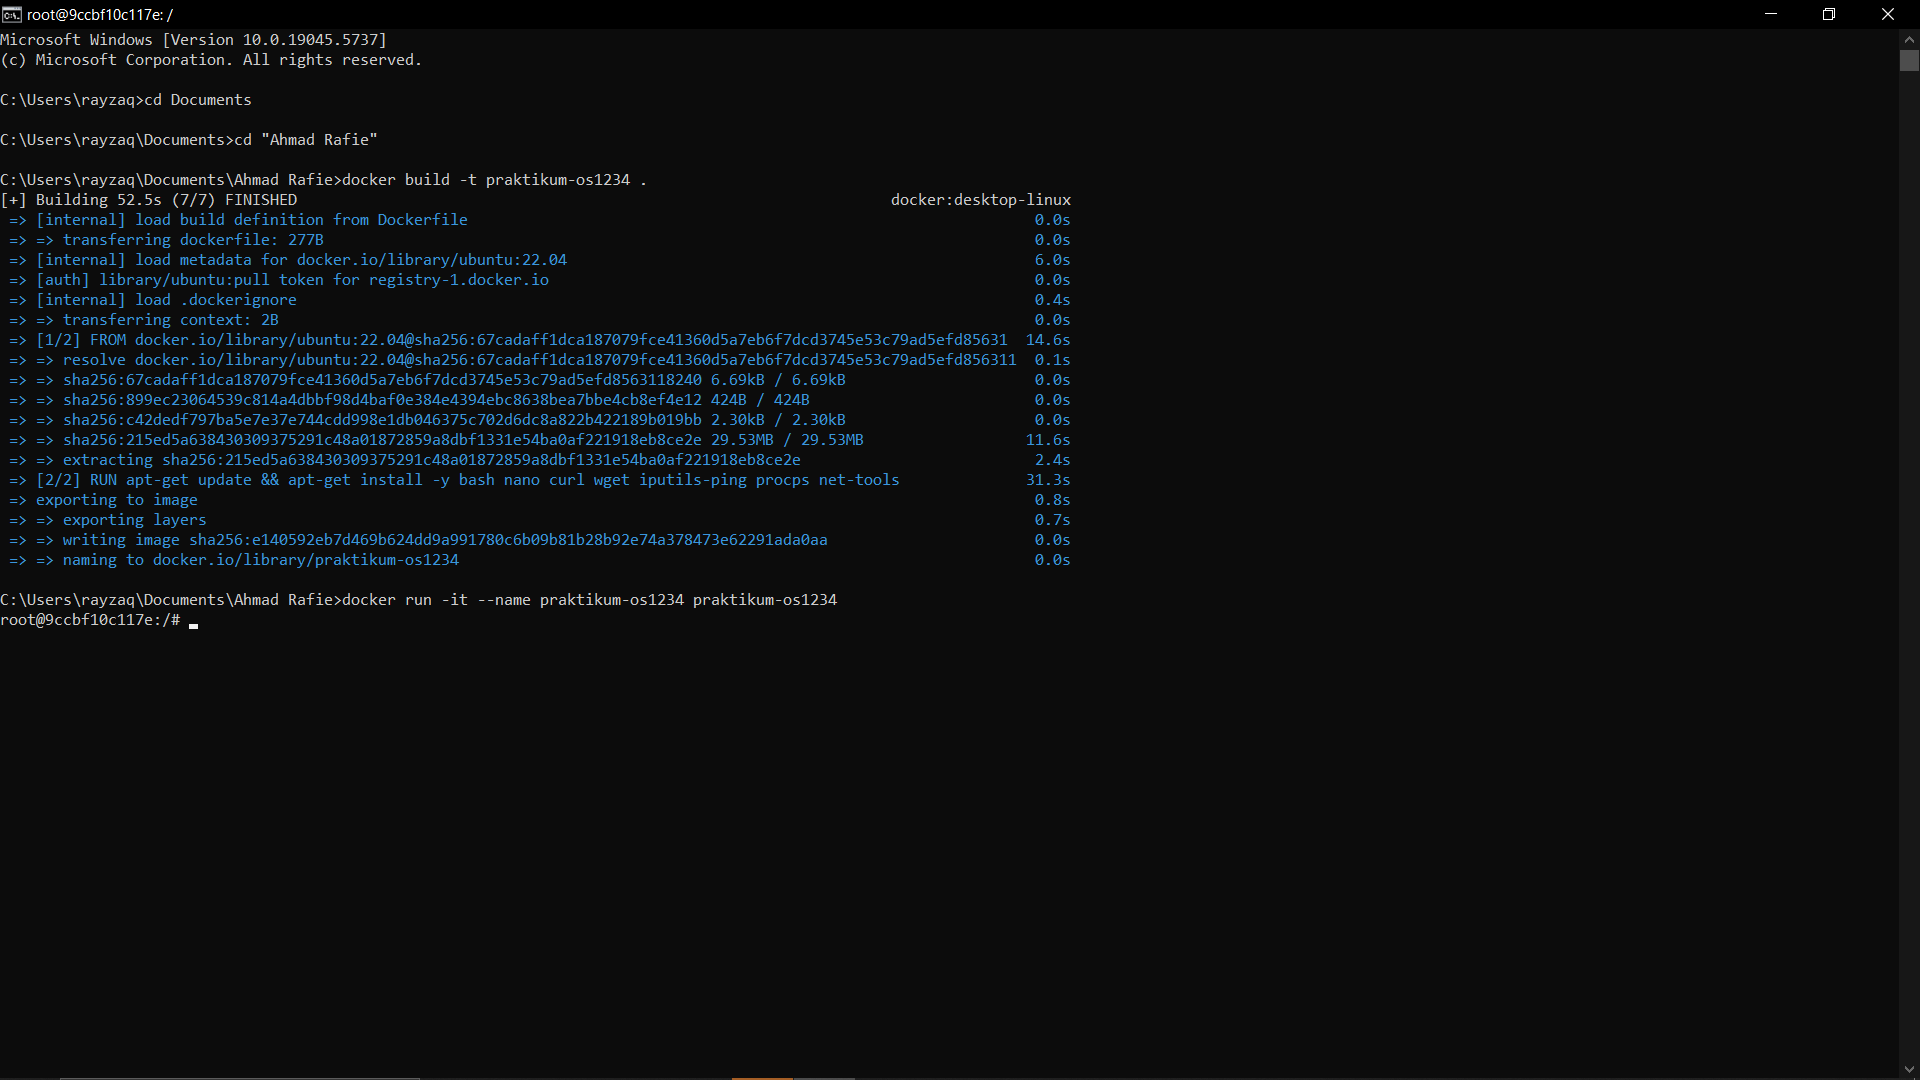 root@9ccbf10c117e: /
Microsoft Windows [Version 10.0.19045.5737]
(c) Microsoft Corporation. All rights reserved.
C:\Users\rayzaq>cd Documents
C:\Users\rayzaq\Documents>cd "Ahmad Rafie"
C:\Users\rayzaq\Documents\Ahmad Rafie>docker build -t praktikum-os1234 .
[+] Building 52.5s (7/7) FINISHED docker:desktop-linux
=> [internal] load build definition from Dockerfile 0.0s
=> => transferring dockerfile: 277B 0.0s
=> [internal] load metadata for docker.io/library/ubuntu:22.04 6.0s
=> [auth] library/ubuntu:pull token for registry-1.docker.io 0.0s
=> [internal] load .dockerignore 0.4s
=> => transferring context: 2B 0.0s
=> [1/2] FROM docker.io/library/ubuntu:22.04@sha256:67cadaff1dca187079fce41360d5a7eb6f7dcd3745e53c79ad5efd85631 14.6s
=> => resolve docker.io/library/ubuntu:22.04@sha256:67cadaff1dca187079fce41360d5a7eb6f7dcd3745e53c79ad5efd856311 0.1s
=> => sha256:67cadaff1dca187079fce41360d5a7eb6f7dcd3745e53c79ad5efd8563118240 6.69kB / 6.69kB 0.0s
=> => sha256:899ec23064539c814a4dbbf98d4baf0e384e4394ebc8638bea7bbe4cb8ef4e12 424B / 424B 0.0s
=> => sha256:c42dedf797ba5e7e37e744cdd998e1db046375c702d6dc8a822b422189b019bb 2.30kB / 2.30kB 0.0s
=> => sha256:215ed5a638430309375291c48a01872859a8dbf1331e54ba0af221918eb8ce2e 29.53MB / 29.53MB 11.6s
=> => extracting sha256:215ed5a638430309375291c48a01872859a8dbf1331e54ba0af221918eb8ce2e 2.4s
=> [2/2] RUN apt-get update && apt-get install -y bash nano curl wget iputils-ping procps net-tools 31.3s
=> exporting to image 0.8s
=> => exporting layers 0.7s
=> => writing image sha256:e140592eb7d469b624dd9a991780c6b09b81b28b92e74a378473e62291ada0aa 0.0s
=> => naming to docker.io/library/praktikum-os1234 0.0s
C:\Users\rayzaq\Documents\Ahmad Rafie>docker run -it --name praktikum-os1234 praktikum-os1234
root@9ccbf10c117e:/#